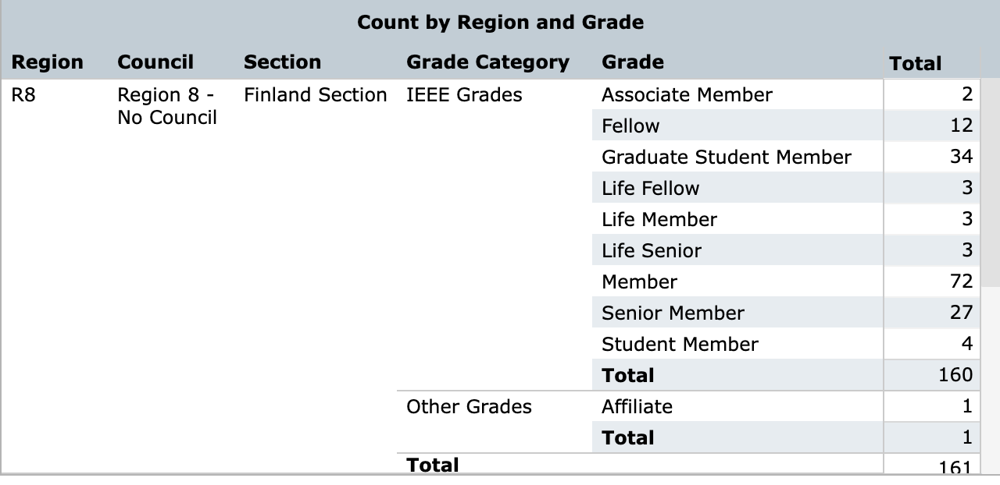 Count by Region and Grade
Region Council Section Grade Category Grade Total
R8 Region 8 - Finland Section IEEE Grades Associate Member 2
No Council
Fellow 12
Graduate Student Member 34
Life Fellow 3
Life Member 3
Life Senior 3
Member 72
Senior Member 27
Student Member 4
Total 160
Other Grades Affiliate 1
Total 1
Total 161